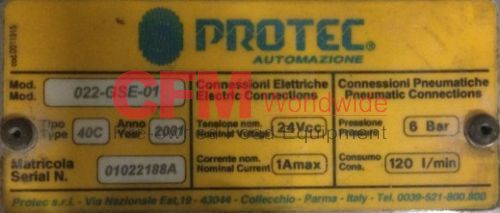 cod.0011915
PROTEC®
AUTOMAZIONE
Mod.
Mod. 022-GSE-01
Connessioni Elettriche
Electric Connections
Connessioni Pneumatiche
Pneumatic Connections
Tipo
Type 40C
Anno
Year 2001
Tensione nom.
Nominal Voltage 24Vcc
Pressione
6 Bar
Matricola
Serial N. 01022188A
Corrente nom.
Nominal Current 1Amax
Consumo
Cons. 120 l/min
Protec s.r.l. - Via Nazionale Est,19 - 43044 - Collecchio - Parma - Italy - Tel. 0039-521-800.800
CFM
Worldwide
Equipment